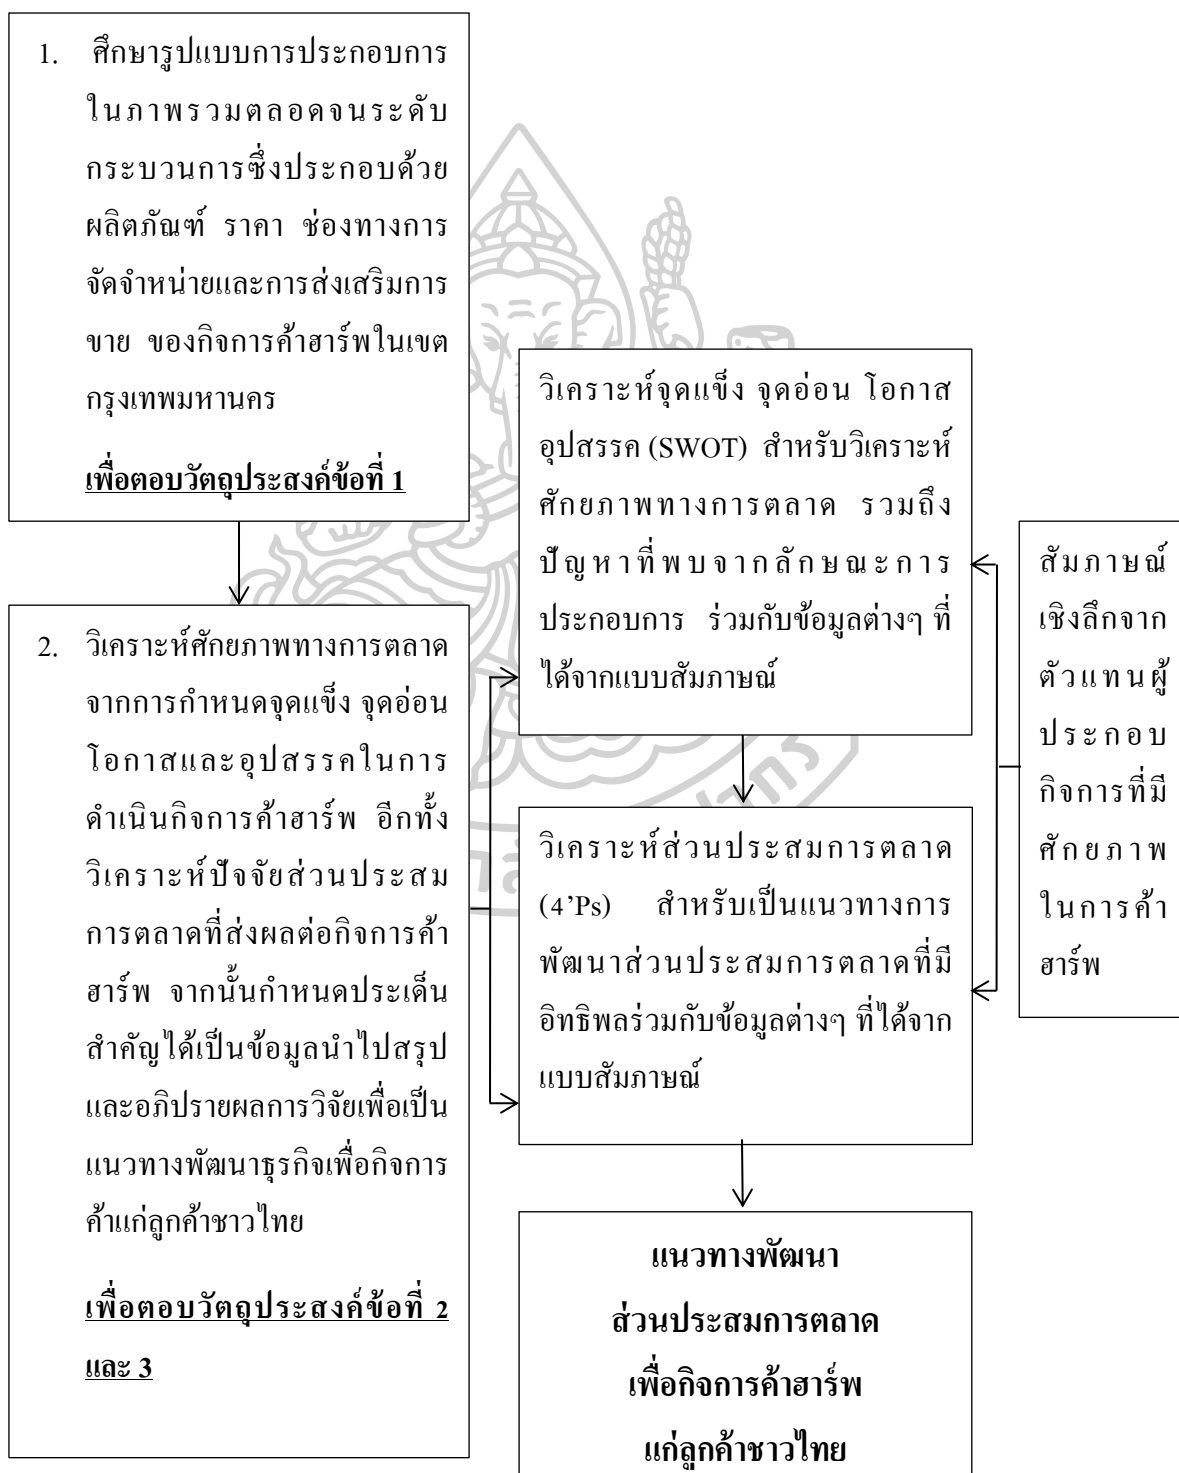 1. ศึกษารูปแบบการประกอบการ
ในภาพรวมตลอดจนระดับ
กระบวนการซึ่งประกอบด้วย
ผลิตภัณฑ์ ราคา ช่องทางการ
จัดจำหน่ายและการส่งเสริมการ
ขาย ของกิจการค้าฮาร์พในเขต
กรุงเทพมหานคร
เพื่อตอบวัตถุประสงค์ข้อที่ 1
2. วิเคราะห์ศักยภาพทางการตลาด
จากการกำหนดจุดแข็ง จุดอ่อน
โอกาสและอุปสรรคในการ
ดำเนินกิจการค้าฮาร์พ อีกทั้ง
วิเคราะห์ปัจจัยส่วนประสม
การตลาดที่ส่งผลต่อกิจการค้า
ฮาร์พ จากนั้นกำหนดประเด็น
สำคัญได้เป็นข้อมูลนำไปสรุป
และอภิปรายผลการวิจัยเพื่อเป็น
แนวทางพัฒนาธุรกิจเพื่อกิจการ
ค้าแก่ลูกค้าชาวไทย
เพื่อตอบวัตถุประสงค์ข้อที่ 2
และ 3
วิเคราะห์จุดแข็ง จุดอ่อน โอกาส
อุปสรรค (SWOT) สำหรับวิเคราะห์
ศักยภาพทางการตลาด รวมถึง
ปัญหาที่พบจากลักษณะการ
ประกอบการ ร่วมกับข้อมูลต่างๆ ที่
ได้จากแบบสัมภาษณ์
วิเคราะห์ส่วนประสมการตลาด
(4’Ps) สำหรับเป็นแนวทางการ
พัฒนาส่วนประสมการตลาดที่มี
อิทธิพลร่วมกับข้อมูลต่างๆ ที่ได้จาก
แบบสัมภาษณ์
สัมภาษณ์
เชิงลึกจาก
ตัวแทนผู้
ประกอบ
กิจการที่มี
ศักยภาพ
ในการค้า
ฮาร์พ
แนวทางพัฒนา
ส่วนประสมการตลาด
เพื่อกิจการค้าฮาร์พ
แก่ลูกค้าชาวไทย